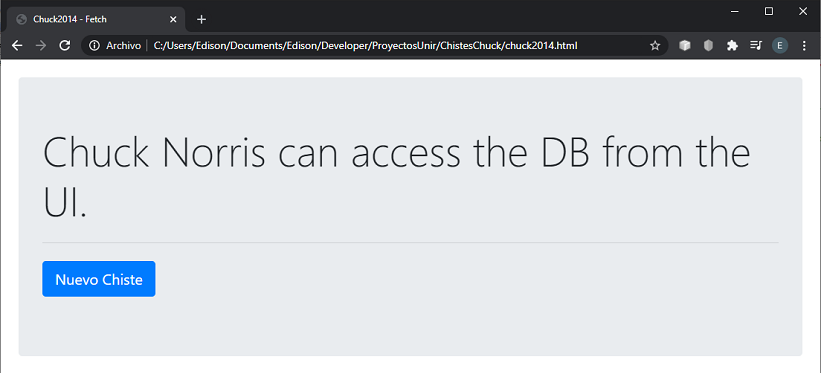 Chuck2014 - Fetch
Archivo
C:/Users/Edison/Documents/Edison/Developer/ProyectosUnir/ChistesChuck/chuck2014.html
E
Chuck Norris can access the DB from the
UI.
Nuevo Chiste